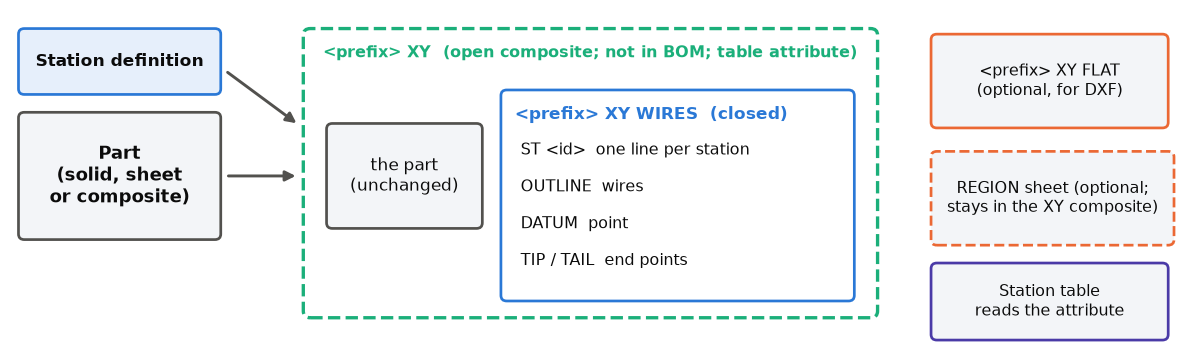 Station definition
Part
(solid, sheet
or composite)
<prefix> XY  (open composite; not in BOM; table attribute)
the part
(unchanged)
<prefix> XY WIRES  (closed)
ST <id>  one line per station
OUTLINE  wires
DATUM  point
TIP / TAIL  end points
<prefix> XY FLAT
(optional, for DXF)
REGION sheet (optional;
stays in the XY composite)
Station table
reads the attribute